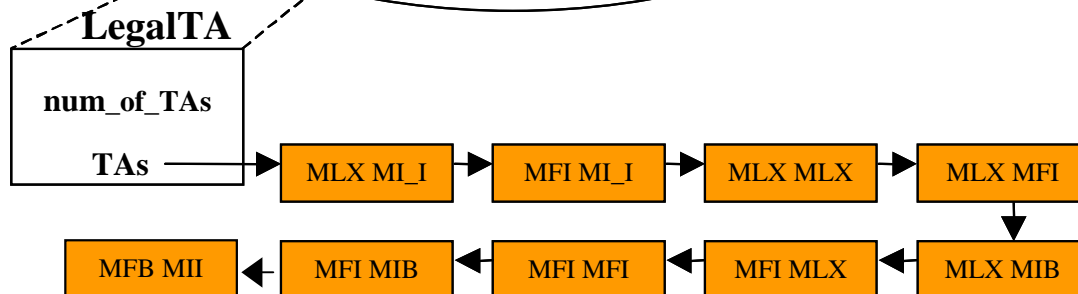 LegalTA
num_of_TAs
TAs
MLX MI_I
MFI MI_I
MLX MLX
MLX MFI
MLX MIB
MFI MLX
MFI MFI
MFI MIB
MFB MII